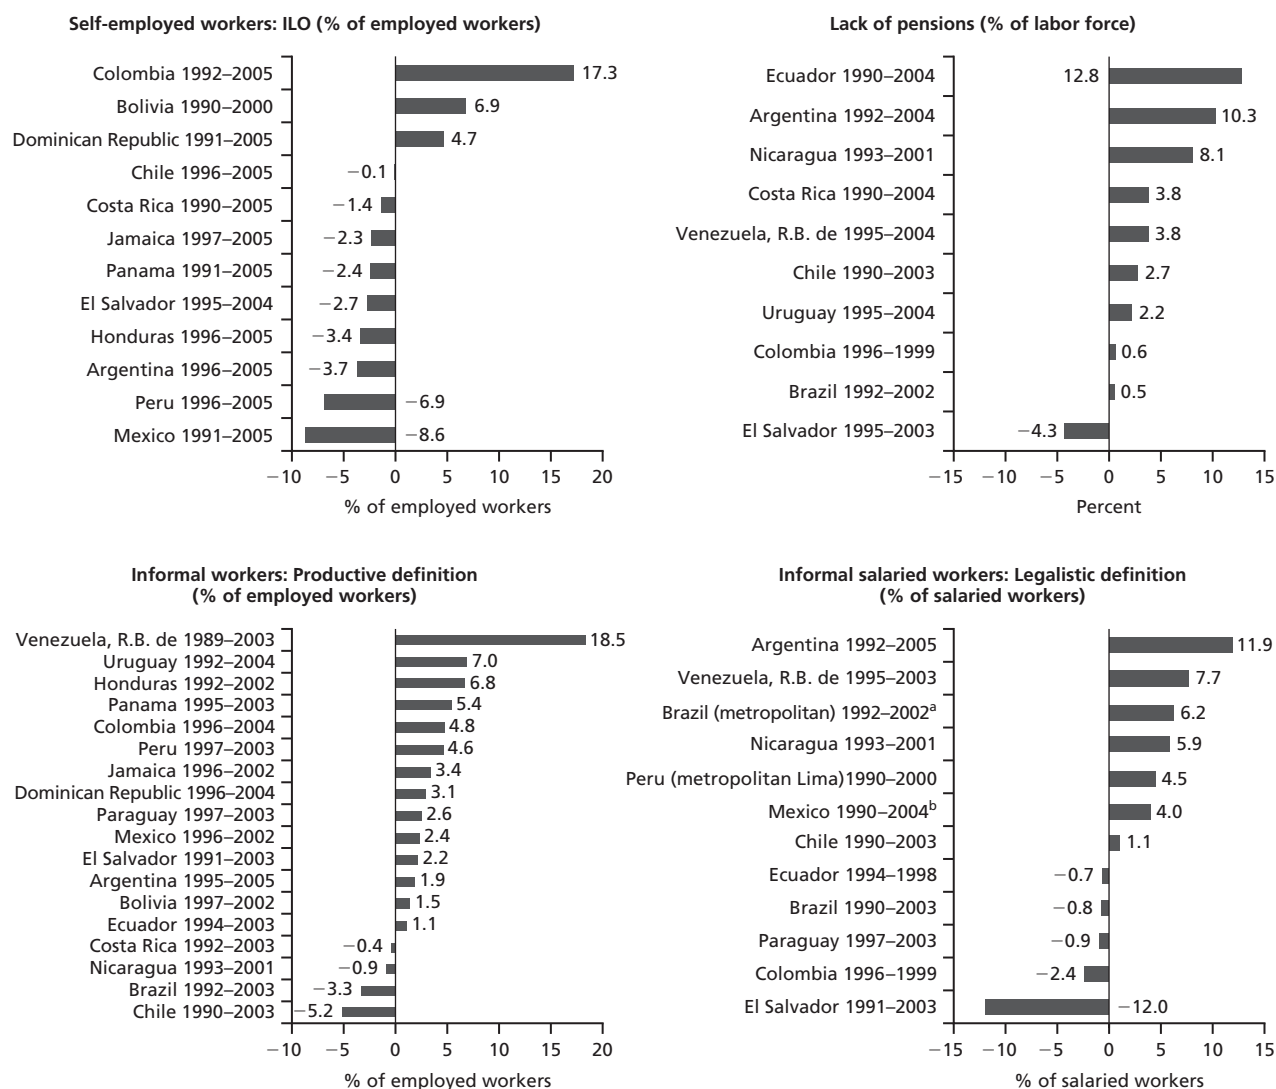 Self-employed workers: ILO (% of employed workers)
Colombia 1992–2005 17.3
Bolivia 1990–2000 6.9
Dominican Republic 1991–2005 4.7
Chile 1996–2005 −0.1
Costa Rica 1990–2005 −1.4
Jamaica 1997–2005 −2.3
Panama 1991–2005 −2.4
El Salvador 1995–2004 −2.7
Honduras 1996–2005 −3.4
Argentina 1996–2005 −3.7
Peru 1996–2005 −6.9
Mexico 1991–2005 −8.6
−10 −5 0 5 10 15 20
% of employed workers
Lack of pensions (% of labor force)
Ecuador 1990–2004 12.8
Argentina 1992–2004 10.3
Nicaragua 1993–2001 8.1
Costa Rica 1990–2004 3.8
Venezuela, R.B. de 1995–2004 3.8
Chile 1990–2003 2.7
Uruguay 1995–2004 2.2
Colombia 1996–1999 0.6
Brazil 1992–2002 0.5
El Salvador 1995–2003 −4.3
−15 −10 −5 0 5 10 15
Percent
Informal workers: Productive definition
(% of employed workers)
Venezuela, R.B. de 1989–2003 18.5
Uruguay 1992–2004 7.0
Honduras 1992–2002 6.8
Panama 1995–2003 5.4
Colombia 1996–2004 4.8
Peru 1997–2003 4.6
Jamaica 1996–2002 3.4
Dominican Republic 1996–2004 3.1
Paraguay 1997–2003 2.6
Mexico 1996–2002 2.4
El Salvador 1991–2003 2.2
Argentina 1995–2005 1.9
Bolivia 1997–2002 1.5
Ecuador 1994–2003 1.1
Costa Rica 1992–2003 −0.4
Nicaragua 1993–2001 −0.9
Brazil 1992–2003 −3.3
Chile 1990–2003 −5.2
−10 −5 0 5 10 15 20
% of employed workers
Informal salaried workers: Legalistic definition
(% of salaried workers)
Argentina 1992–2005 11.9
Venezuela, R.B. de 1995–2003 7.7
Brazil (metropolitan) 1992–2002ᵃ 6.2
Nicaragua 1993–2001 5.9
Peru (metropolitan Lima)1990–2000 4.5
Mexico 1990–2004ᵇ 4.0
Chile 1990–2003 1.1
Ecuador 1994–1998 −0.7
Brazil 1990–2003 −0.8
Paraguay 1997–2003 −0.9
Colombia 1996–1999 −2.4
El Salvador 1991–2003 −12.0
−15 −10 −5 0 5 10 15
% of salaried workers